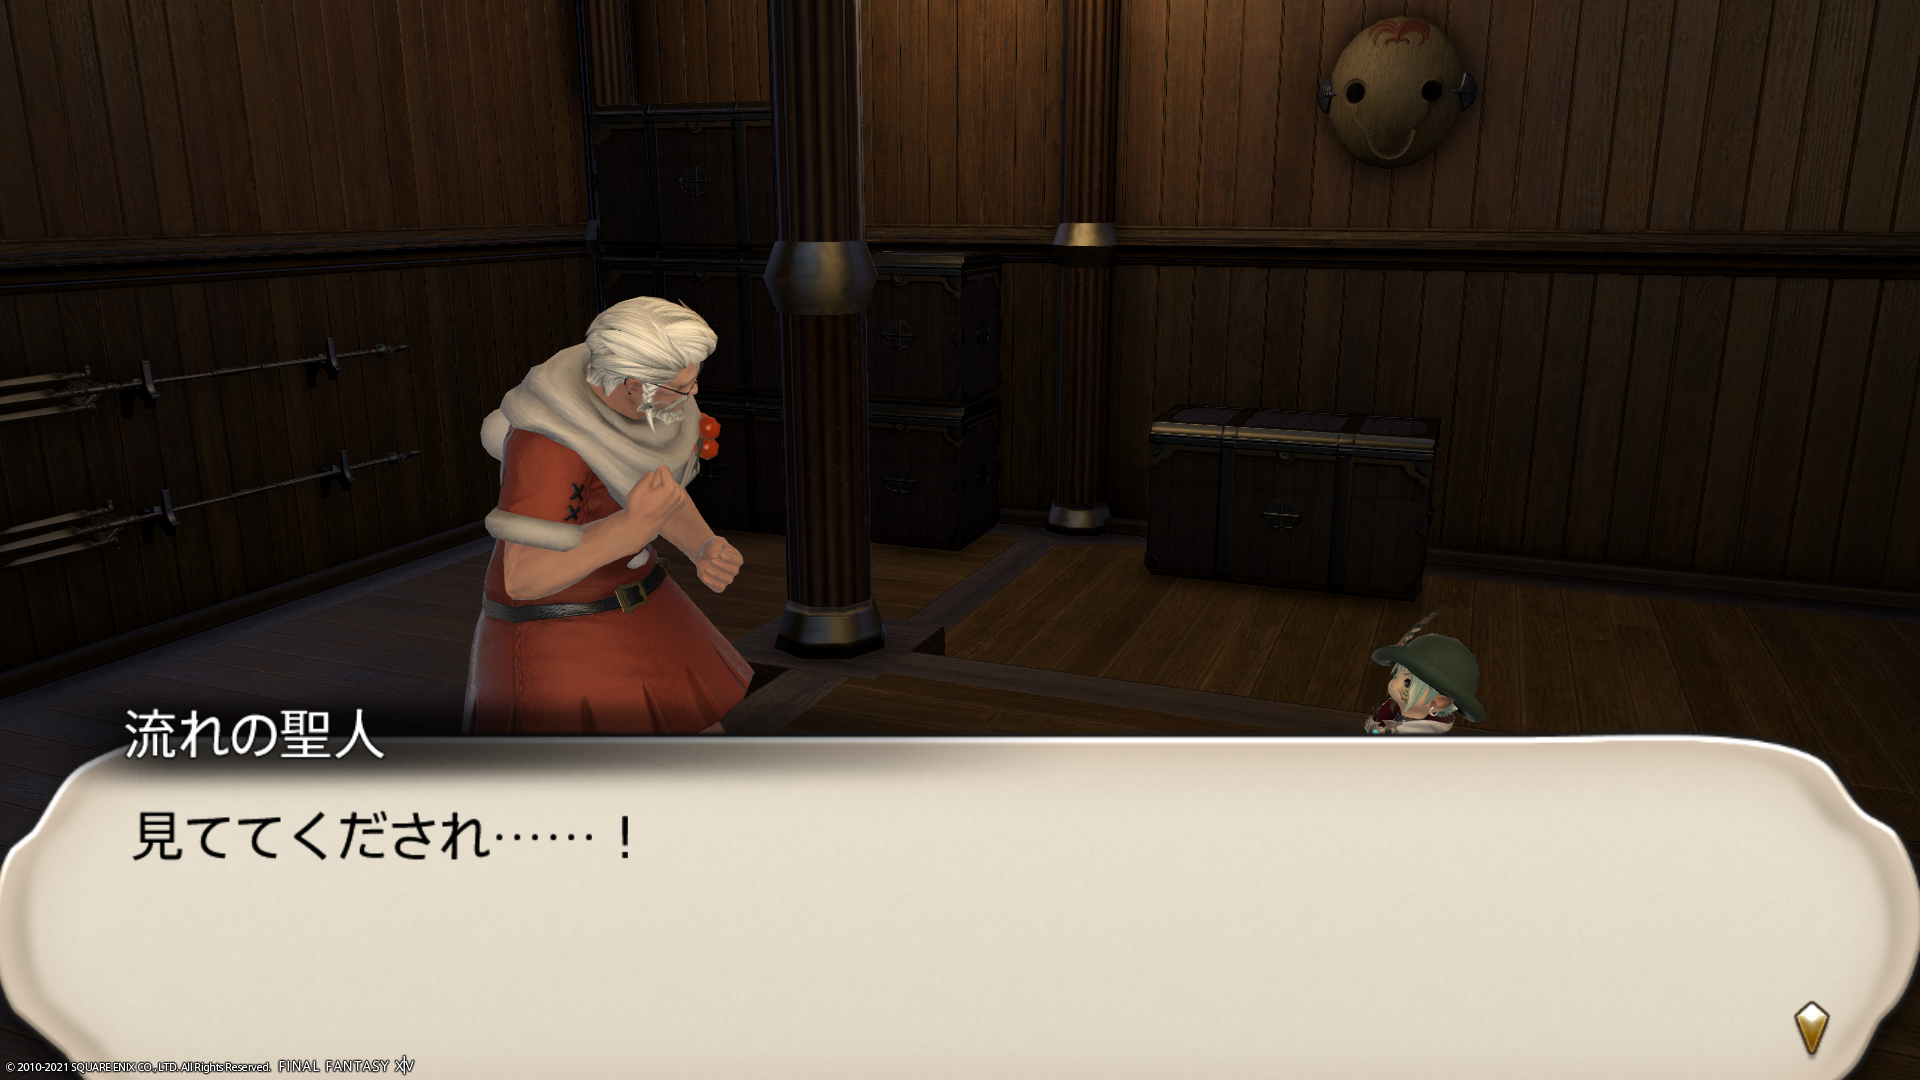 流れの聖人
見ててくだされ……！
© 2010-2021 SQUARE ENIX CO., LTD. All Rights Reserved. FINAL FANTASY XIV